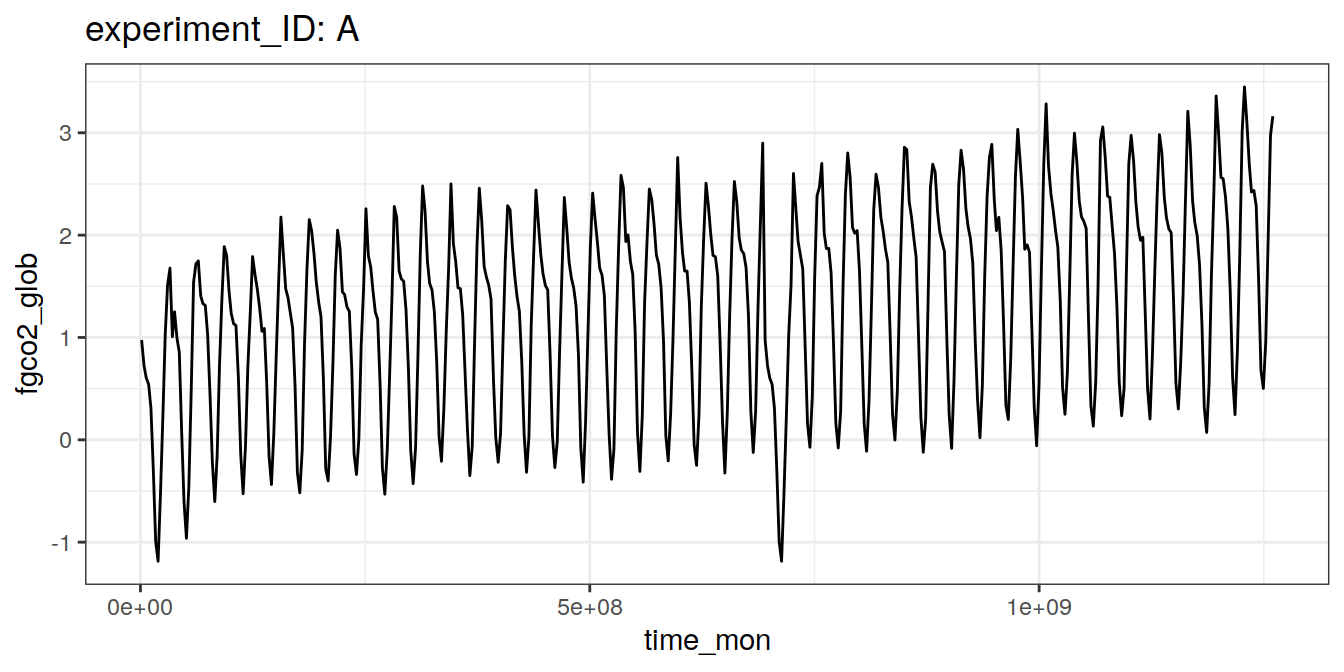 experiment_ID: A
fgco2_glob
3
2
1
0
-1
0e+00 5e+08 1e+09
time_mon